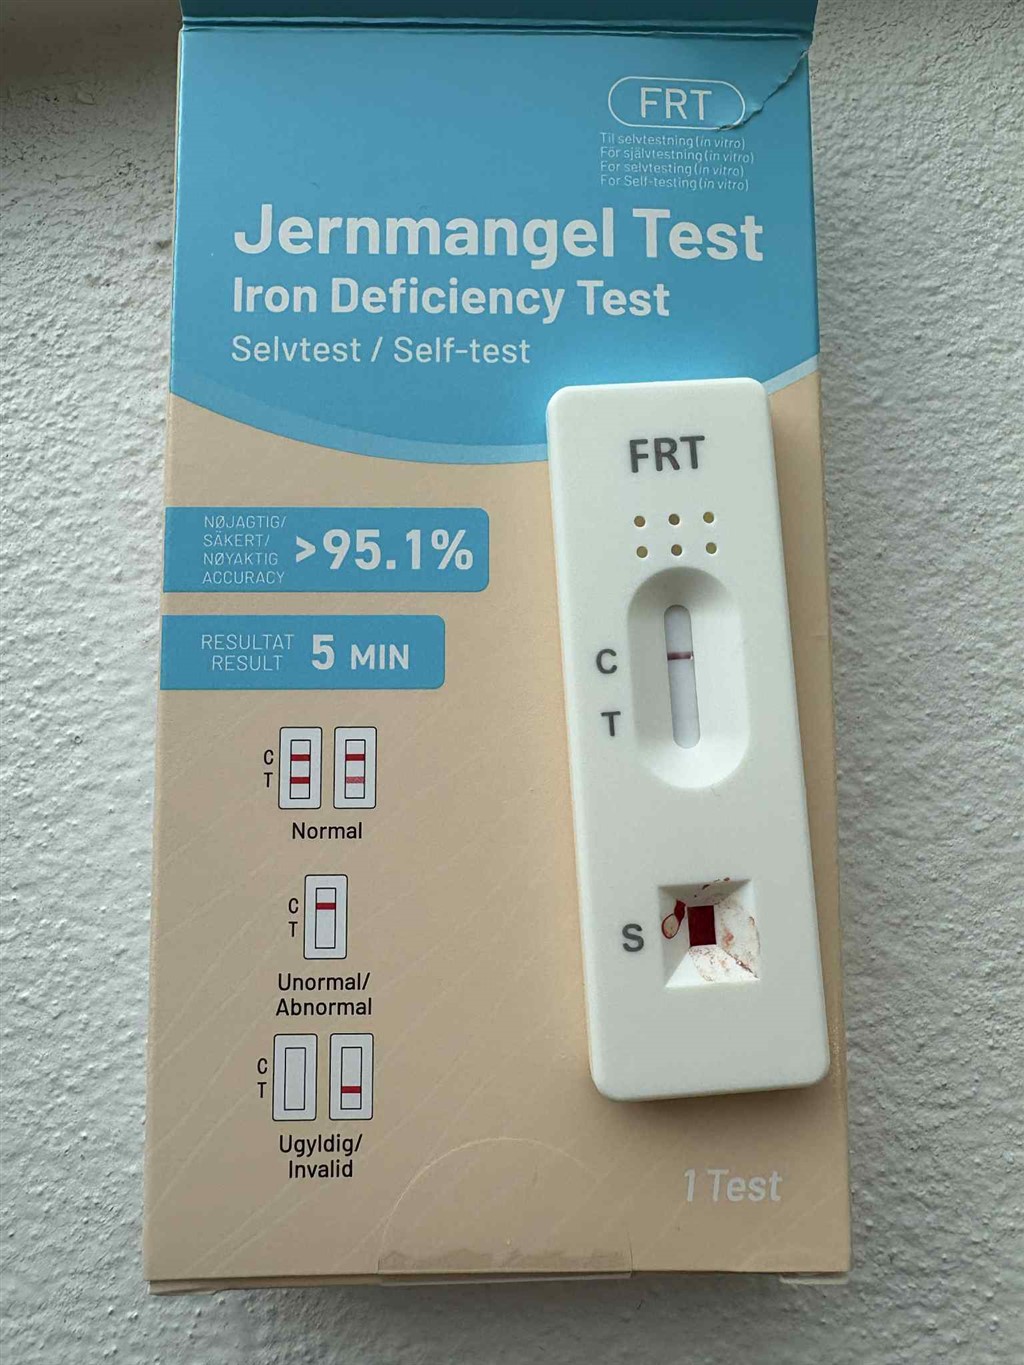 FRT
Til selvtestning (in vitro)
För självtestning (in vitro)
For selvtesting (in vitro)
For Self-testing (in vitro)
Jernmangel Test
Iron Deficiency Test
Selvtest / Self-test
NØJAGTIG/
SÄKERT/
NØYAKTIG
ACCURACY
>95.1%
RESULTAT
RESULT
5 MIN
C
T
Normal
C
T
Unormal/
Abnormal
C
T
Ugyldig/
Invalid
1 Test
FRT
C
T
S